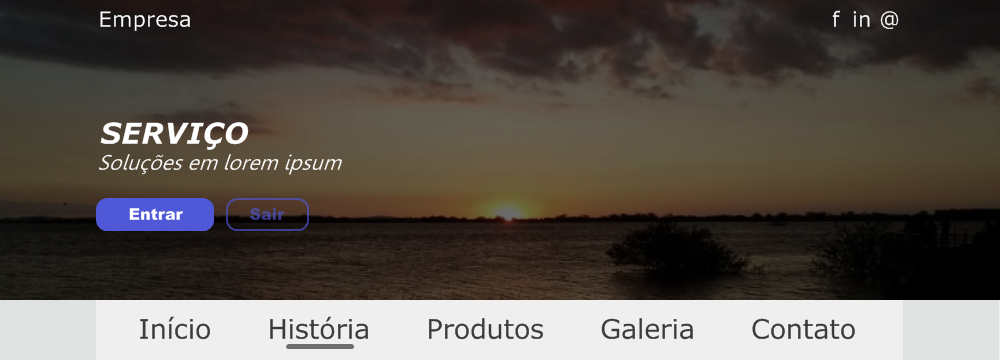 Empresa f in @
SERVIÇO
Soluções em lorem ipsum
Entrar Sair
Início História Produtos Galeria Contato